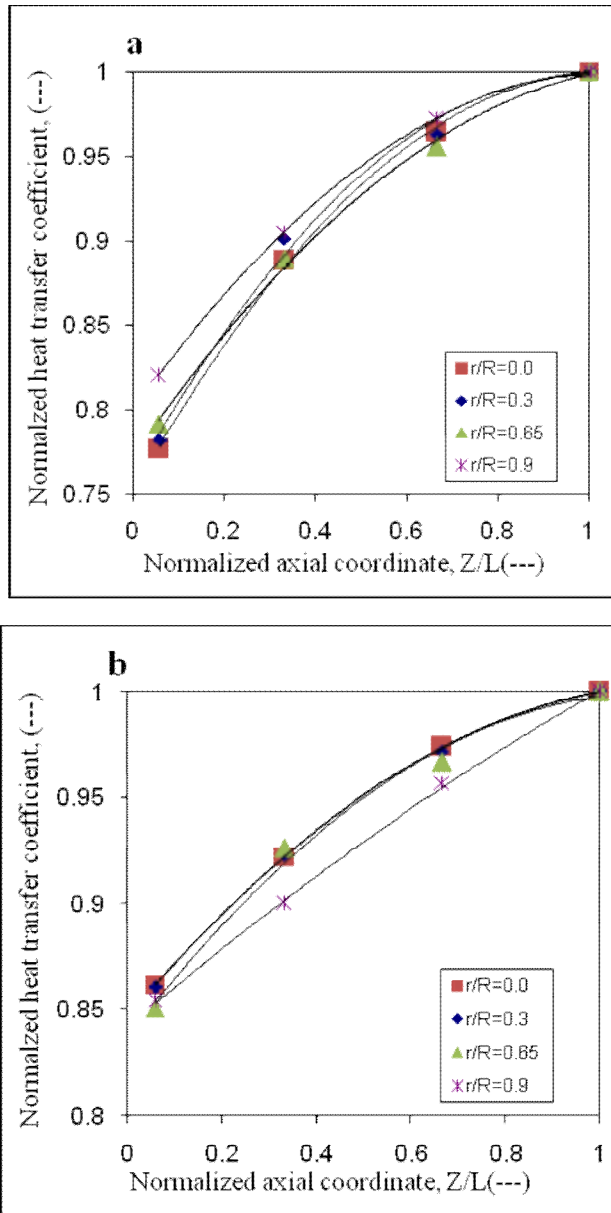 a
Normalzed heat transfer coefficient, (---)
1
0.95
0.9
0.85
0.8
0.75
0 0.2 0.4 0.6 0.8 1
Normalized axial coordinate, Z/L(---)
r/R=0.0
r/R=0.3
r/R=0.65
r/R=0.9
b
Normalzed heat transfer coefficient, (---)
1
0.95
0.9
0.85
0.8
0 0.2 0.4 0.6 0.8 1
Normalized axial coordinate, Z/L(---)
r/R=0.0
r/R=0.3
r/R=0.65
r/R=0.9